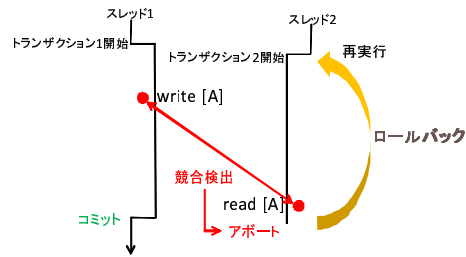 スレッド1
スレッド2
トランザクション1開始
トランザクション2開始
再実行
write [A]
ロールバック
競合検出
read [A]
コミット
アボート